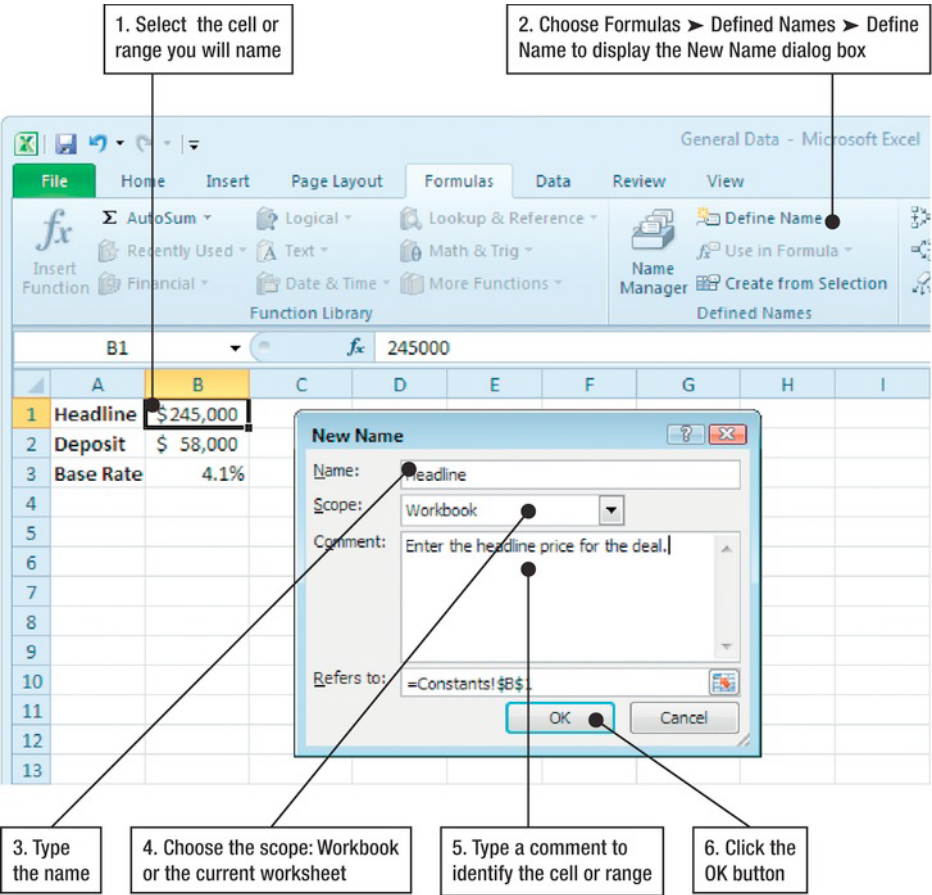 1. Select the cell or
range you will name
2. Choose Formulas ➤ Defined Names ➤ Define
Name to display the New Name dialog box
General Data - Microsoft Excel
File Home Insert Page Layout Formulas Data Review View
fx Σ AutoSum Logical Lookup & Reference Define Name
Recently Used Text Math & Trig Use in Formula
Insert Function Financial Date & Time More Functions Name Manager Create from Selection
Function Library Defined Names
B1 fx 245000
A B C D E F G H I
1 Headline $245,000
2 Deposit $ 58,000
3 Base Rate 4.1%
4
5
6
7
8
9
10
11
12
13
New Name
Name: Headline
Scope: Workbook
Comment: Enter the headline price for the deal.
Refers to: =Constants!$B$1
OK Cancel
3. Type
the name
4. Choose the scope: Workbook
or the current worksheet
5. Type a comment to
identify the cell or range
6. Click the
OK button